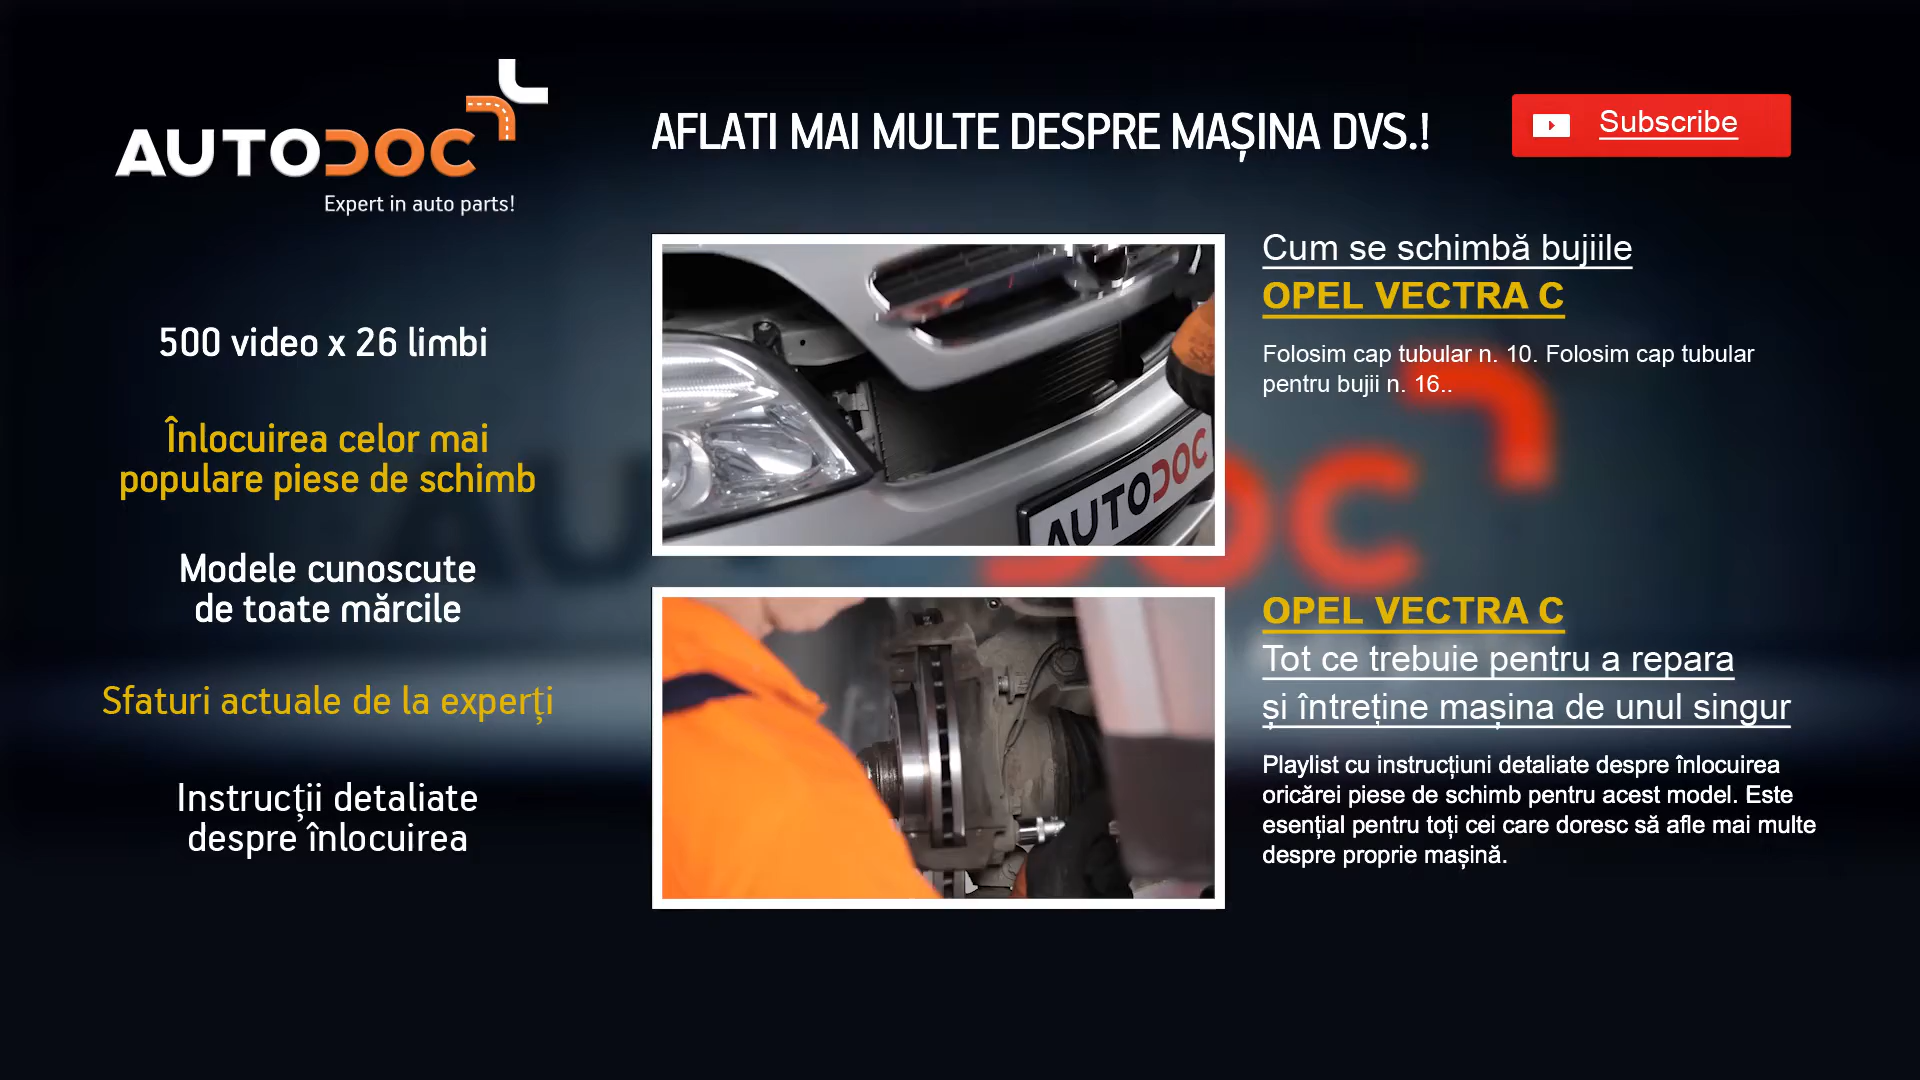 AUTODOC
Expert in auto parts!
500 video x 26 limbi
Înlocuirea celor mai
populare piese de schimb
Modele cunoscute
de toate mărcile
Sfaturi actuale de la experți
Instrucții detaliate
despre înlocuirea
AFLATI MAI MULTE DESPRE MAȘINA DVS.!
Subscribe
AUTODOC
Cum se schimbă bujiile
OPEL VECTRA C
Folosim cap tubular n. 10. Folosim cap tubular
pentru bujii n. 16..
OPEL VECTRA C
Tot ce trebuie pentru a repara
și întreține mașina de unul singur
Playlist cu instrucțiuni detaliate despre înlocuirea
oricărei piese de schimb pentru acest model. Este
esențial pentru toți cei care doresc să afle mai multe
despre proprie mașină.